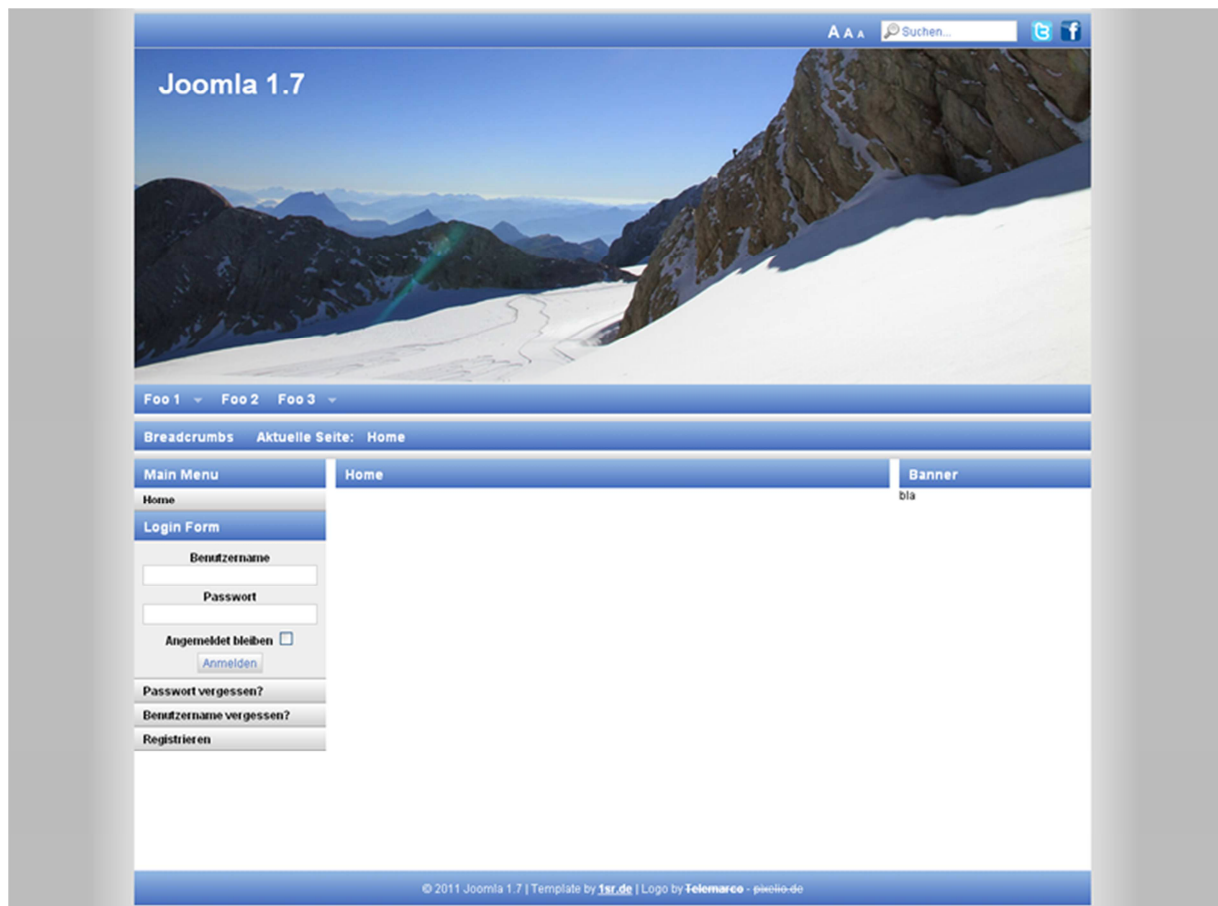 A A A Suchen...
Joomla 1.7
Foo 1 Foo 2 Foo 3
Breadcrumbs Aktuelle Seite: Home
Main Menu
Home
Login Form
Benutzername
Passwort
Angemeldet bleiben
Anmelden
Passwort vergessen?
Benutzername vergessen?
Registrieren
Home
Banner
bla
© 2011 Joomla 1.7 | Template by 1sr.de | Logo by Telemarco - pixelio.de